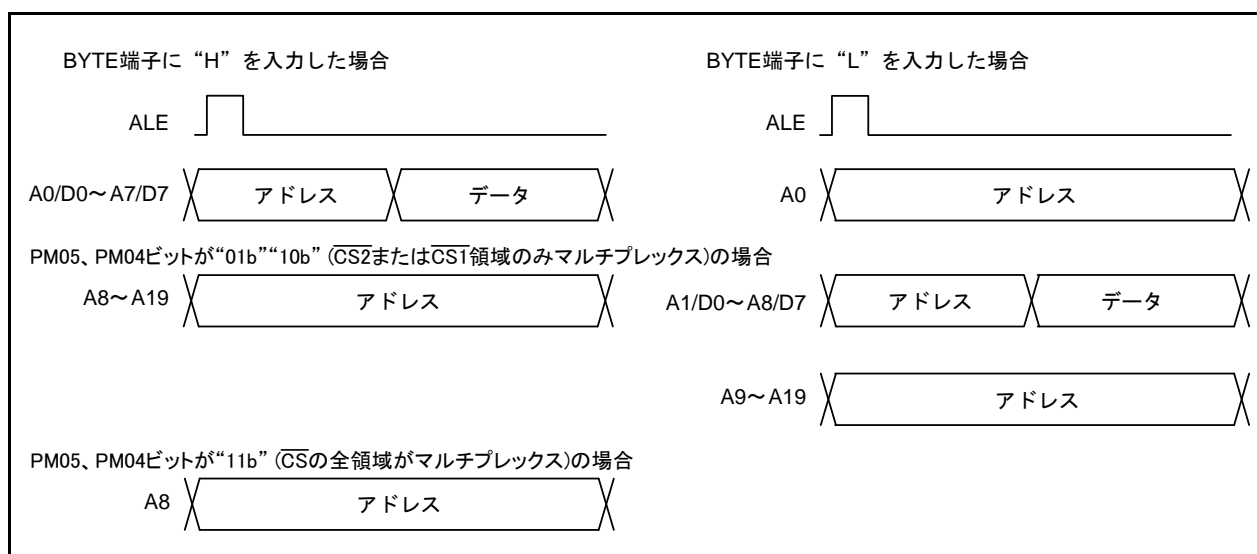 BYTE端子に “H” を入力した場合
ALE
A0/D0～A7/D7 アドレス データ
PM05、PM04ビットが“01b”“10b” (CS2またはCS1領域のみマルチプレックス)の場合
A8～A19 アドレス
PM05、PM04ビットが“11b” (CSの全領域がマルチプレックス)の場合
A8 アドレス
BYTE端子に “L” を入力した場合
ALE
A0 アドレス
A1/D0～A8/D7 アドレス データ
A9～A19 アドレス